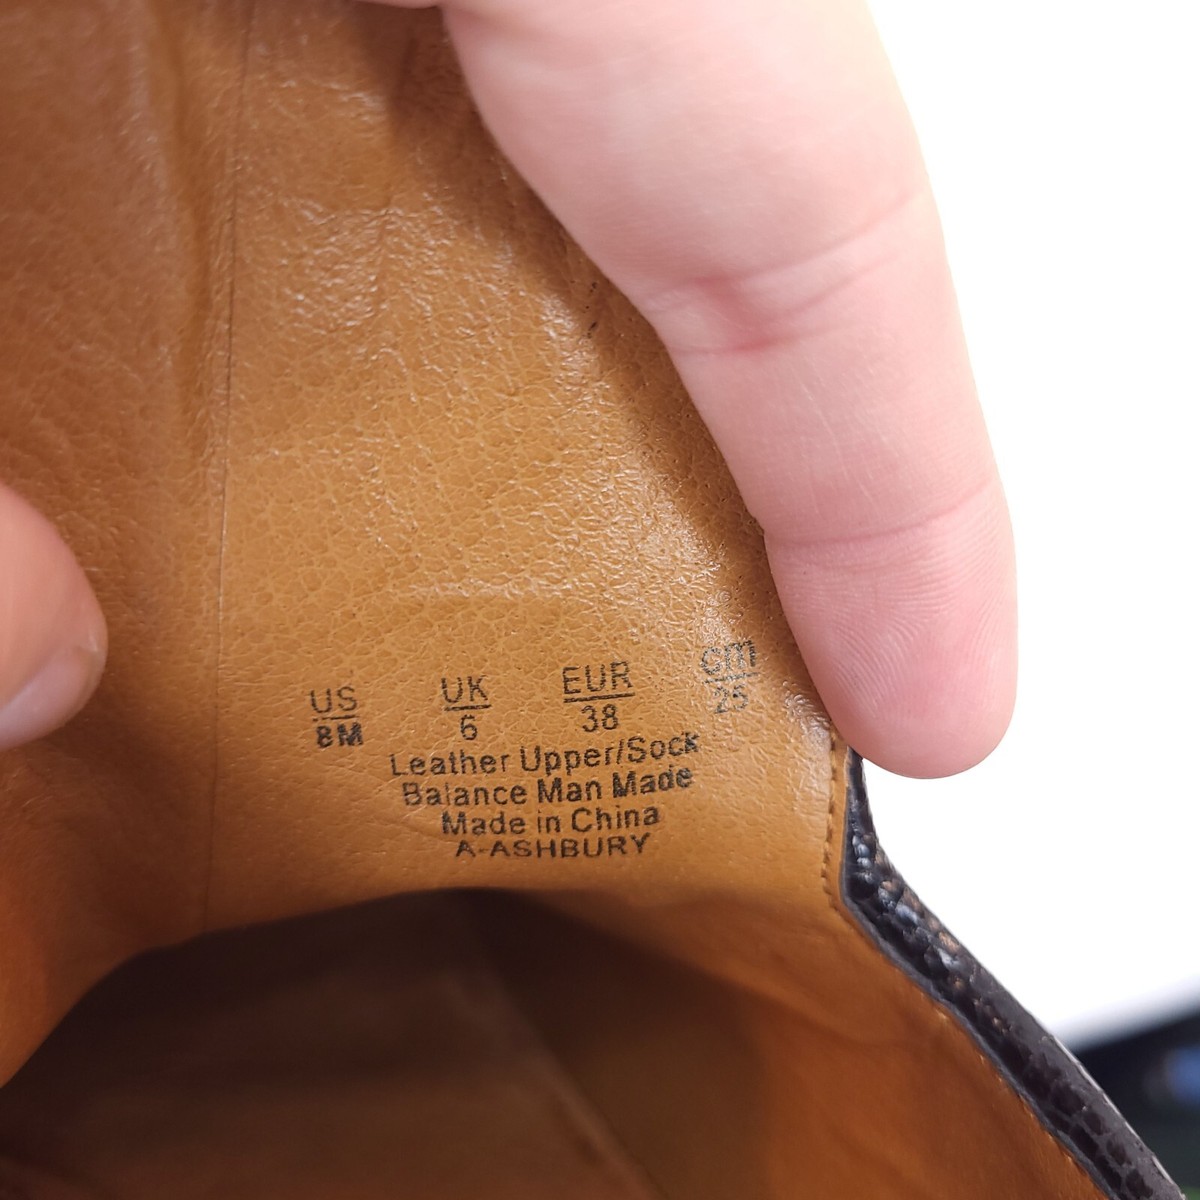 US UK EUR cm
8M 6 38 25
Leather Upper/Sock
Balance Man Made
Made in China
A-ASHBURY